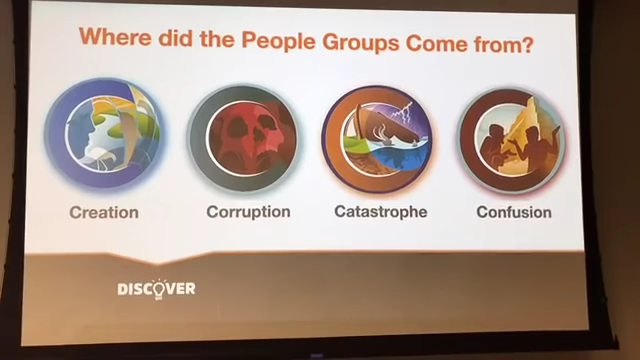 Where did the People Groups Come from?
Creation
Corruption
Catastrophe
Confusion
DISCOVER